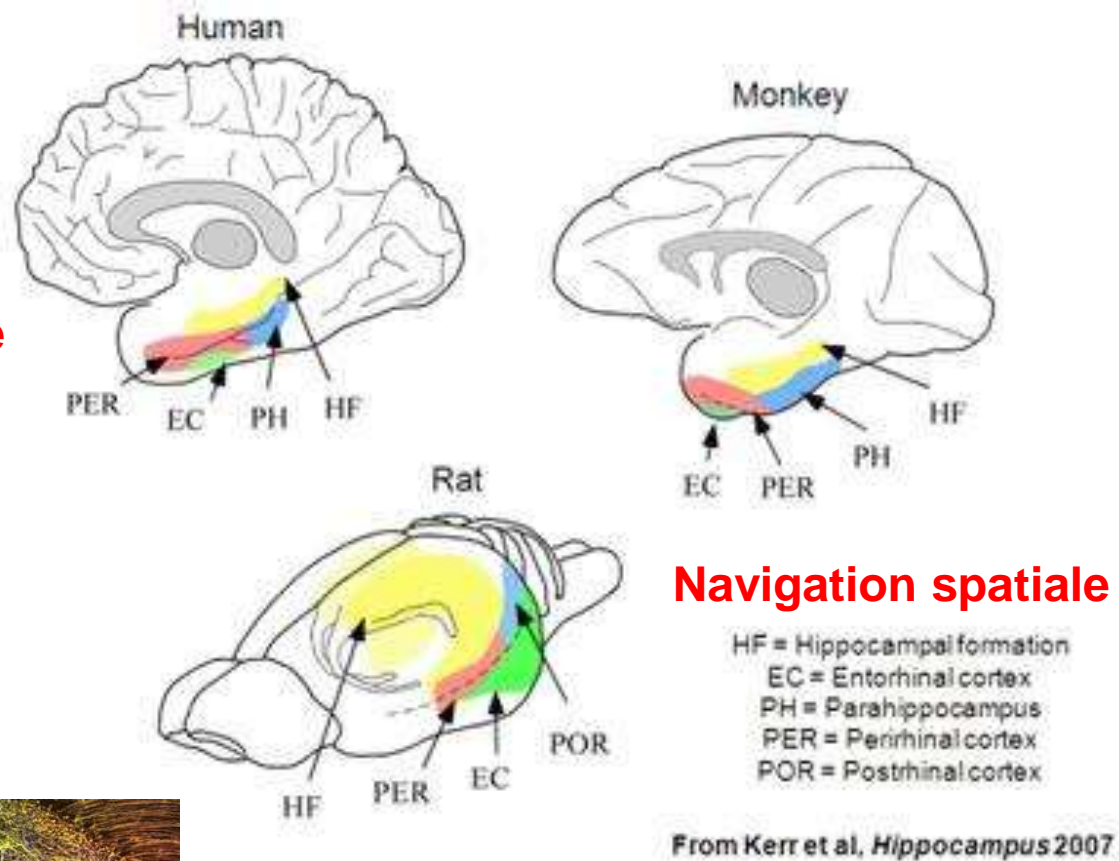 Human
Monkey
e
PER
EC
PH
HF
HF
PH
EC
PER
Rat
Navigation spatiale
HF = Hippocampal formation
EC = Entorhinal cortex
PH = Parahippocampus
PER = Perirhinal cortex
POR = Postrhinal cortex
POR
EC
PER
HF
From Kerr et al, Hippocampus 2007